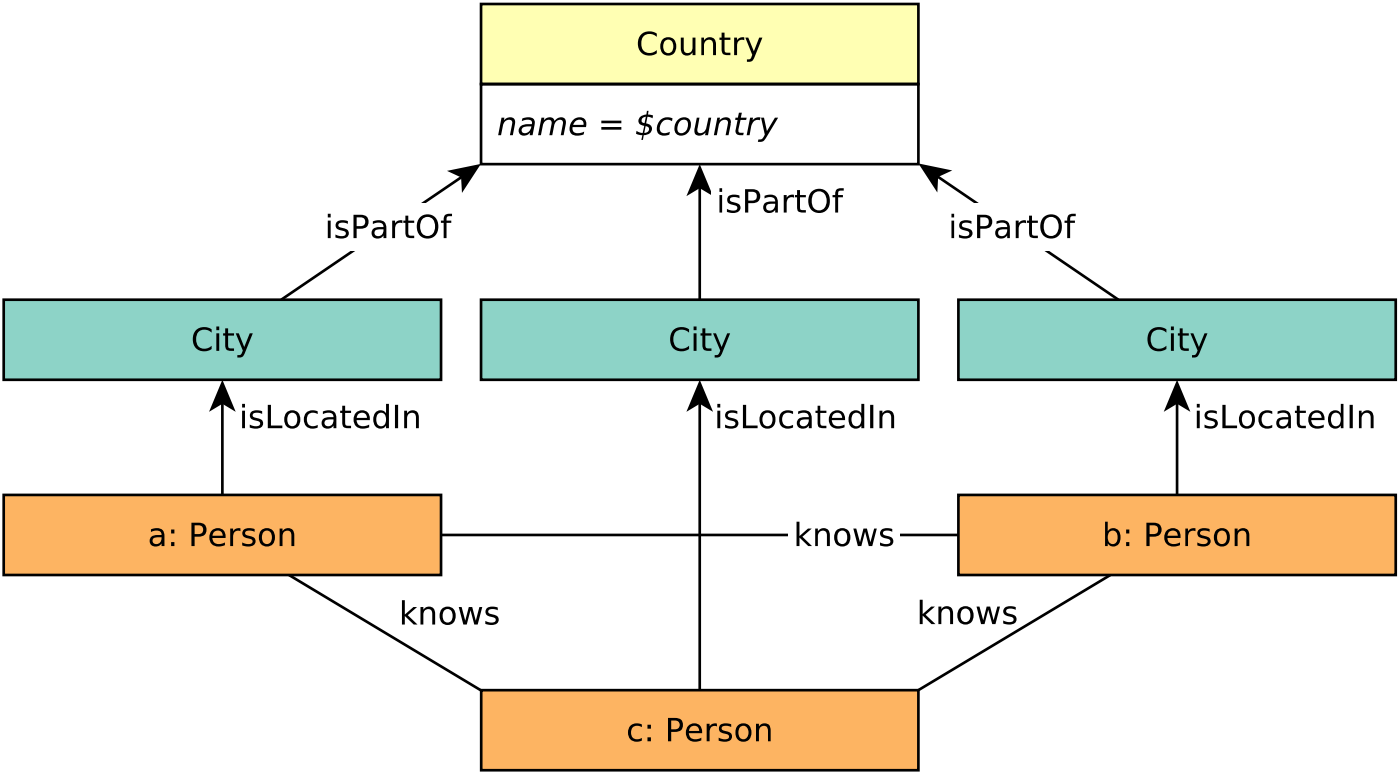 Country
name = $country
isPartOf
isPartOf
isPartOf
City
City
City
isLocatedIn
isLocatedIn
isLocatedIn
a: Person
knows
b: Person
knows
knows
c: Person